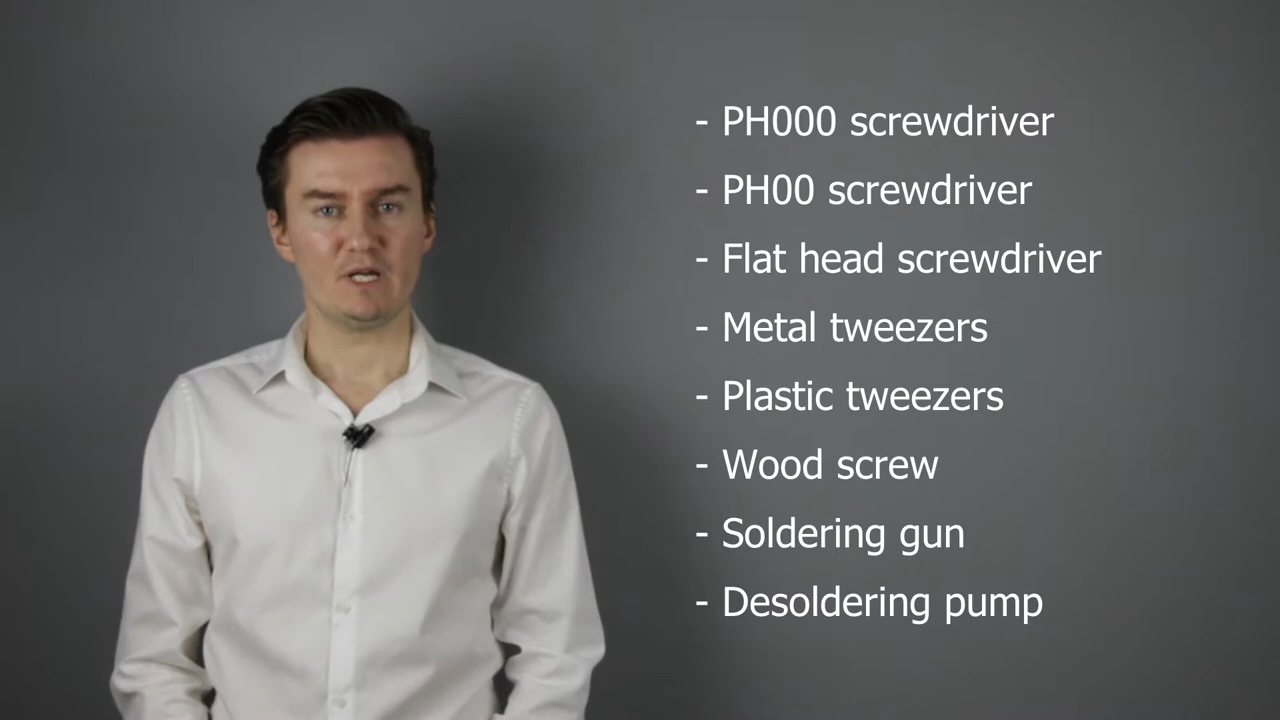 - PH000 screwdriver
- PH00 screwdriver
- Flat head screwdriver
- Metal tweezers
- Plastic tweezers
- Wood screw
- Soldering gun
- Desoldering pump